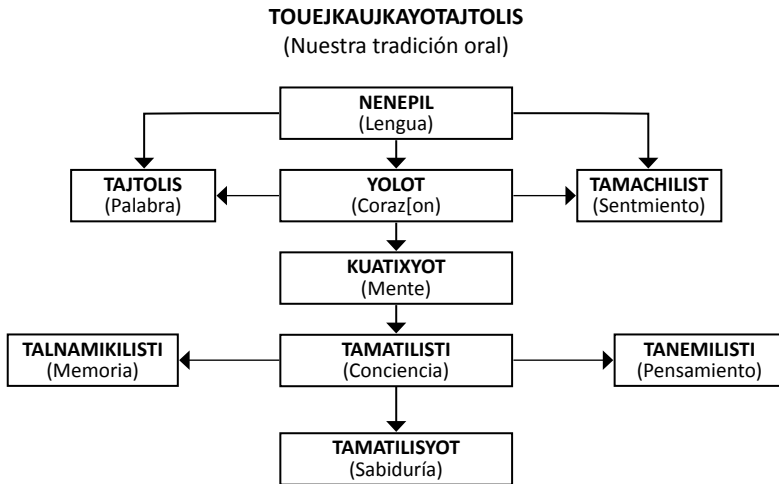 TOUEJKAUJKAYOTAJTOLIS
(Nuestra tradición oral)
NENEPIL
(Lengua)
TAJTOLIS
(Palabra)
YOLOT
(Coraz[on)
TAMACHILIST
(Sentmiento)
KUATIXYOT
(Mente)
TALNAMIKILISTI
(Memoria)
TAMATILISTI
(Conciencia)
TANEMILISTI
(Pensamiento)
TAMATILISYOT
(Sabiduría)